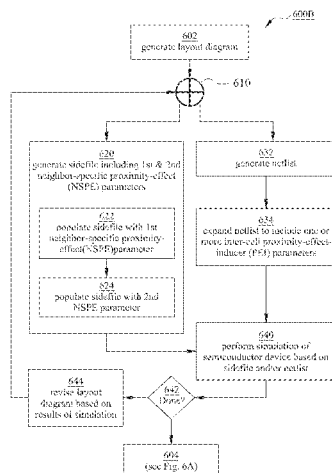 600B
602
generate layout diagram
610
620
generate sidefile including 1st & 2nd
neighbor-specific proximity-effect
(NSPE) parameters
622
populate sidefile with 1st
neighbor-specific proximity-
effect(NSPE)parameter
624
populate sidefile with 2nd
NSPE parameter
632
generate netlist
634
expand netlist to include one or
more inter-cell proximity-effect-
inducer (PEI) parameters
640
perform simulation of
semiconductor device based on
sidefile and/or netlist
642
Done?
644
revise layout
diagram based on
results of simulation
604
(see Fig. 6A)